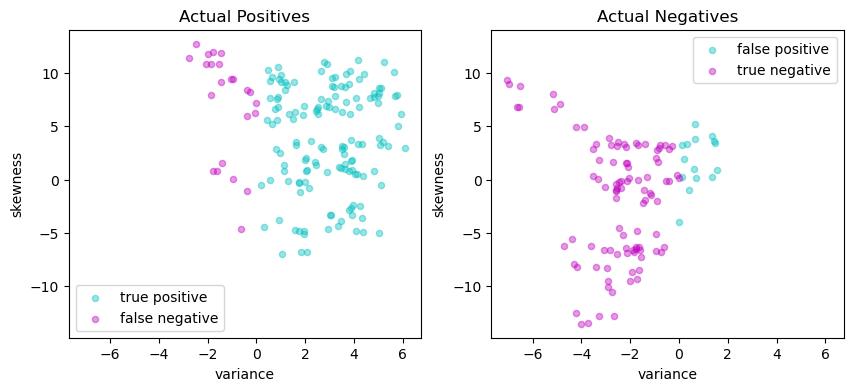 Actual Positives
10
5
0
−5
−10
skewness
true positive
false negative
−6 −4 −2 0 2 4 6
variance
Actual Negatives
false positive
true negative
10
5
0
−5
−10
skewness
−6 −4 −2 0 2 4 6
variance